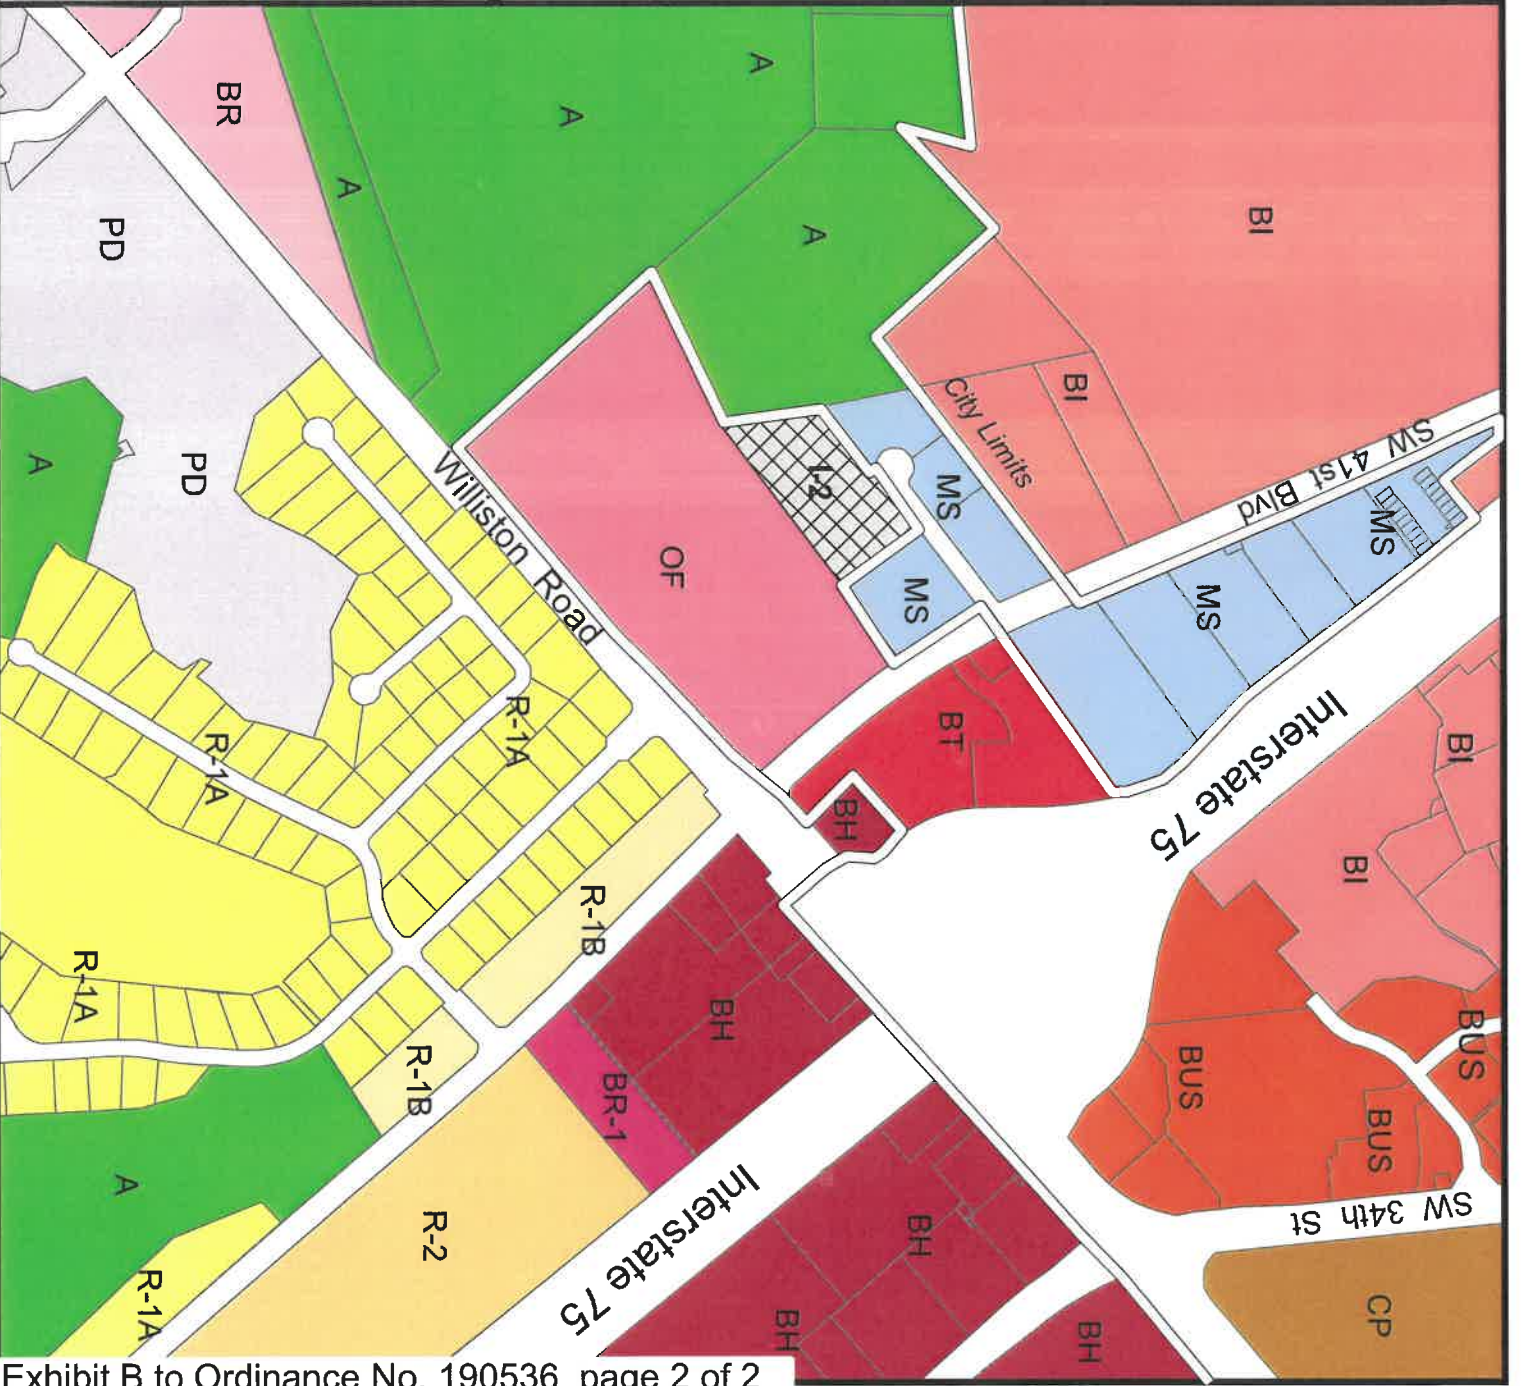 A
A
BR
A
BI
PD
A
BI
City Limits
SW 41st Blvd
A
PD
Williston Road
I-2
MS
MS
OF
MS
MS
R-1A
R-1A
BT
Interstate 75
BI
BH
BI
R-1B
R-1A
BH
BUS
R-1B
BR-1
BUS
BUS
A
R-2
Interstate 75
BH
SW 34th St
R-1A
BH
BH
CP
Exhibit B to Ordinance No. 190536 page 2 of 2